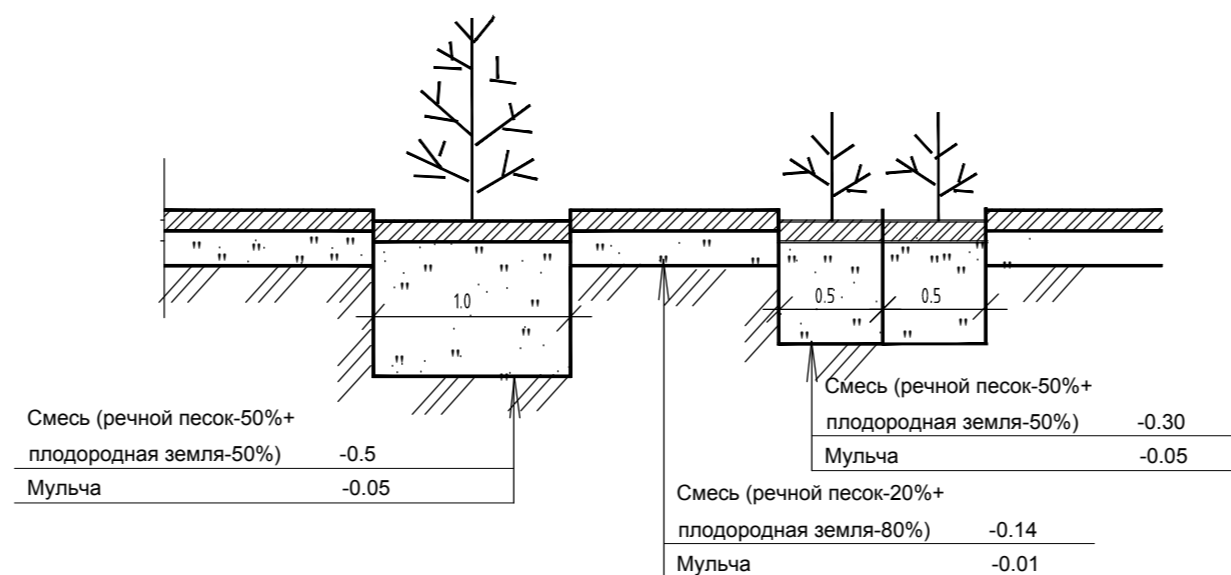 1.0
0.5
0.5
Смесь (речной песок-50%+
плодородная земля-50%) -0.5
Мульча -0.05
Смесь (речной песок-50%+
плодородная земля-50%) -0.30
Мульча -0.05
Смесь (речной песок-20%+
плодородная земля-80%) -0.14
Мульча -0.01